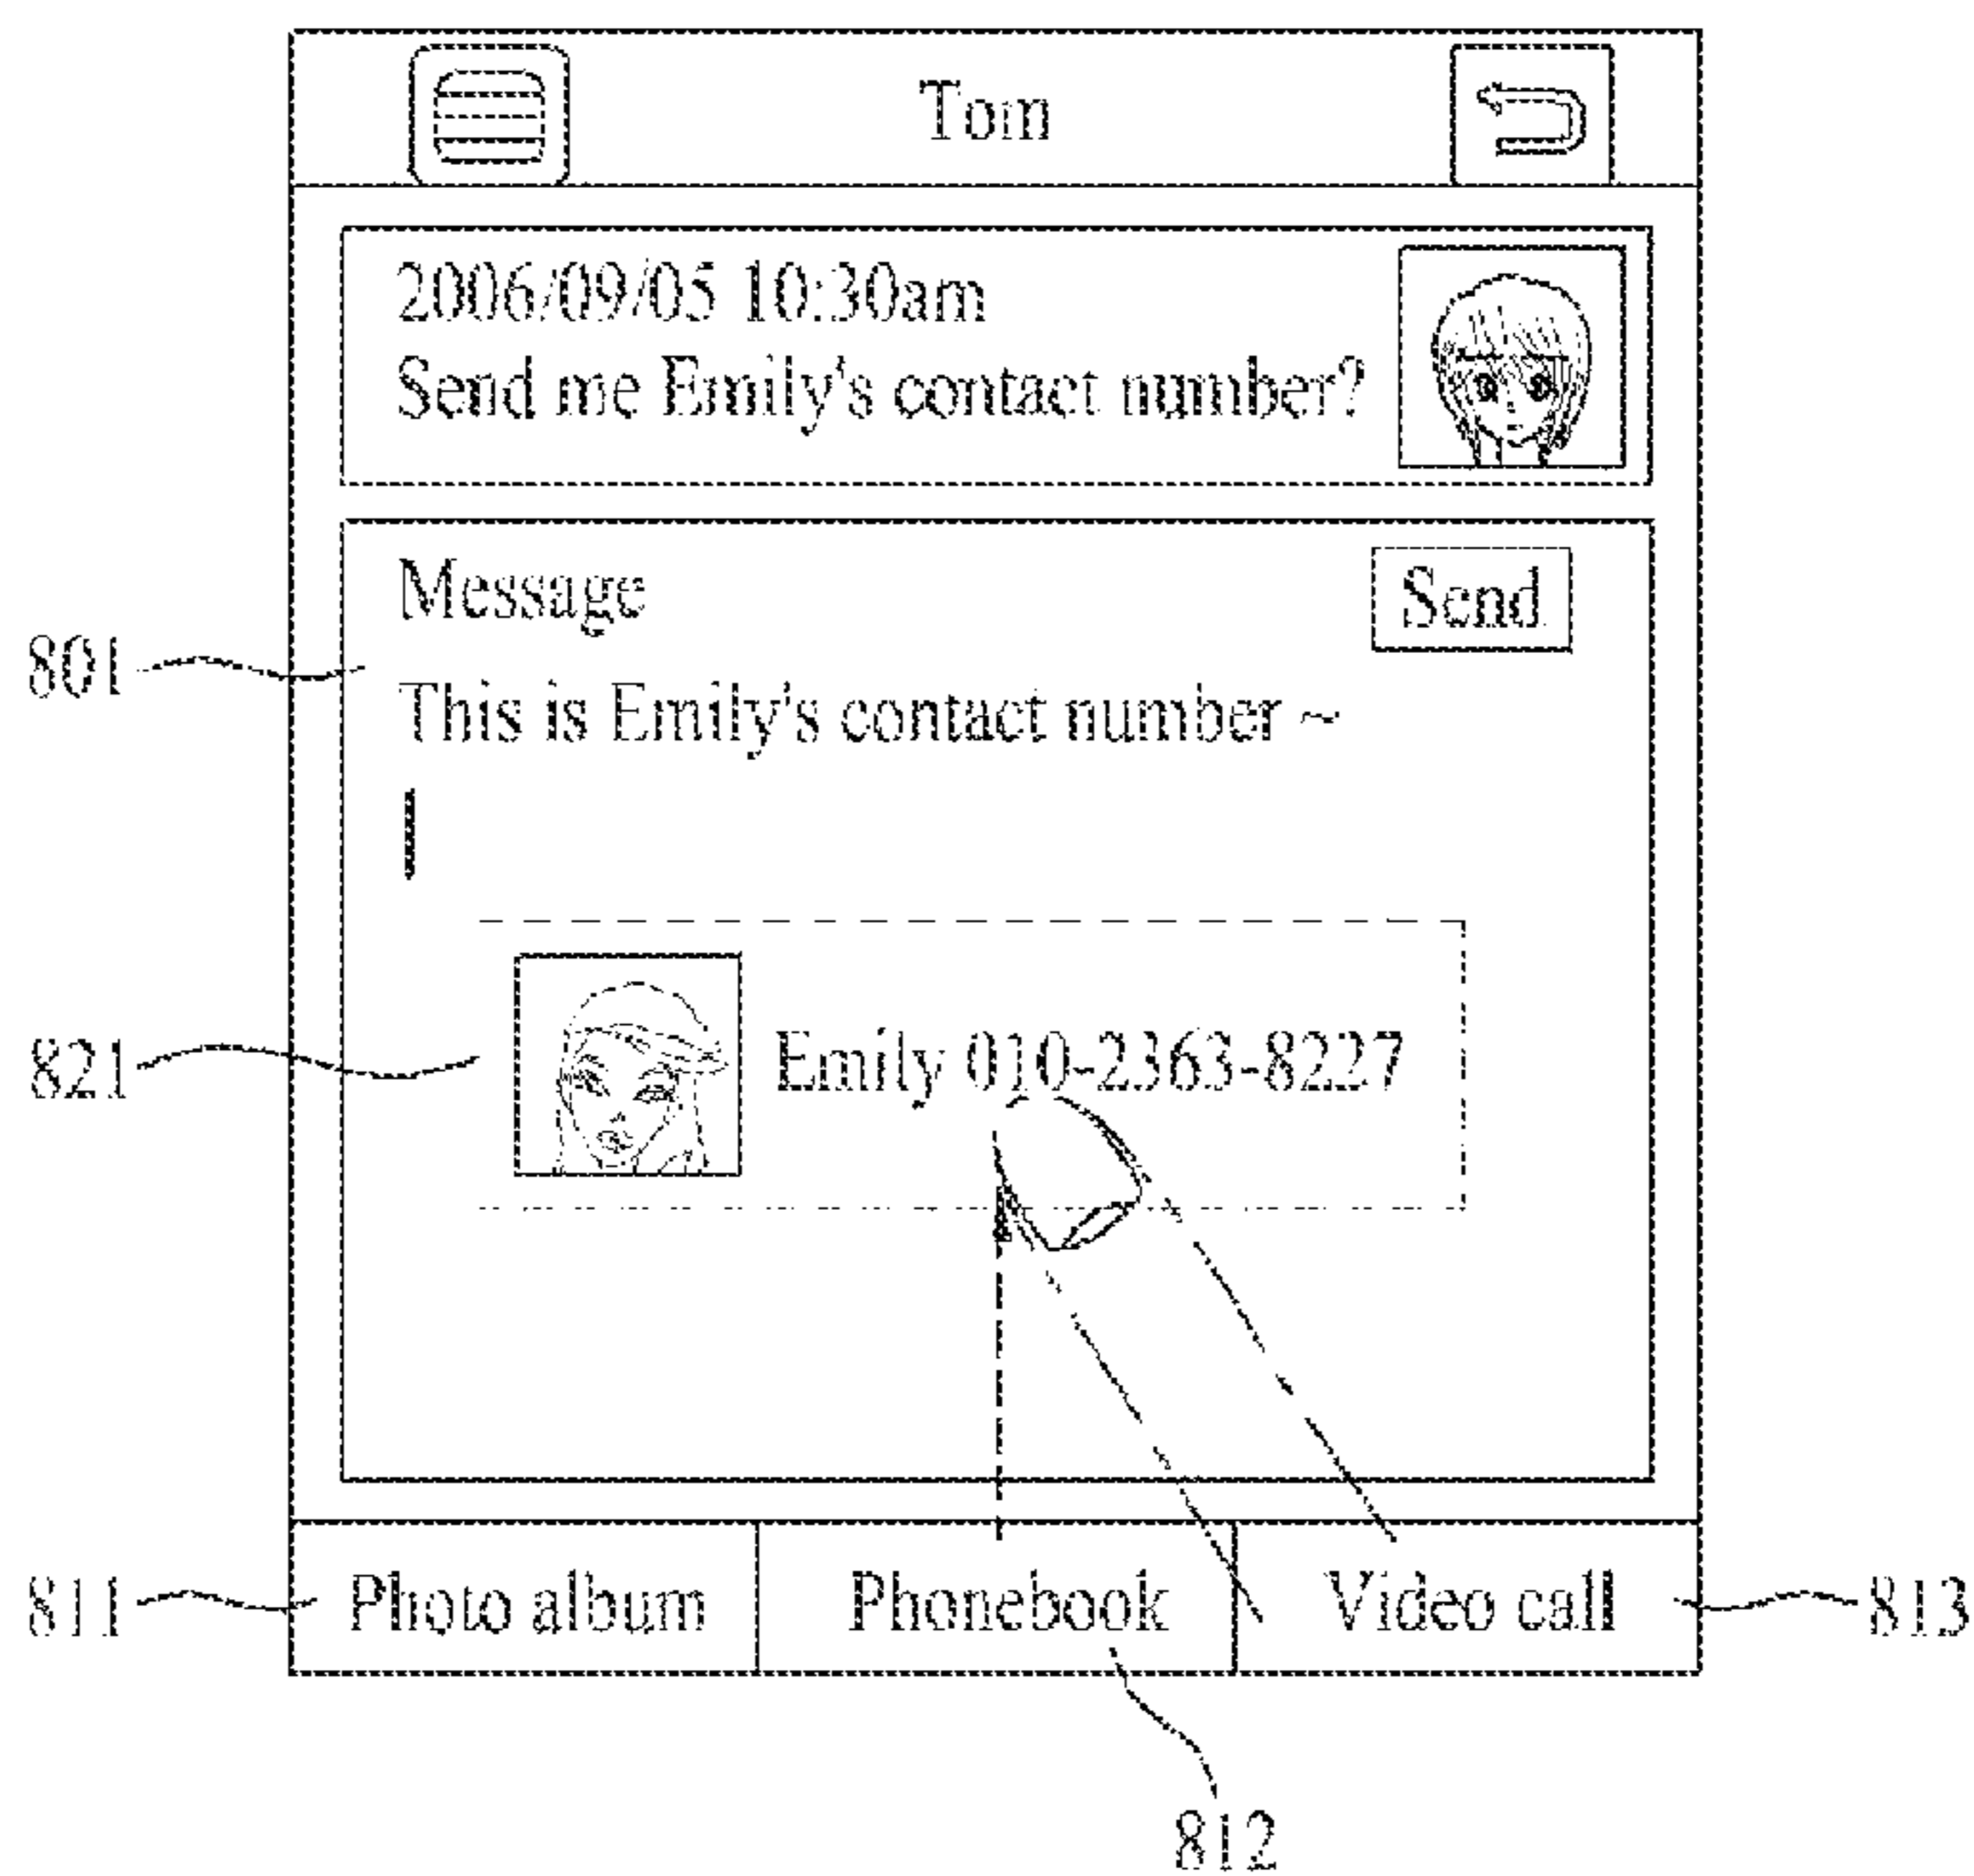 Tom
2006/09/05 10:30am
Send me Emily's contact number?
Message
Send
801
This is Emily's contact number ~
821
Emily 010-2363-8227
811
Photo album
Phonebook
Video call
813
812